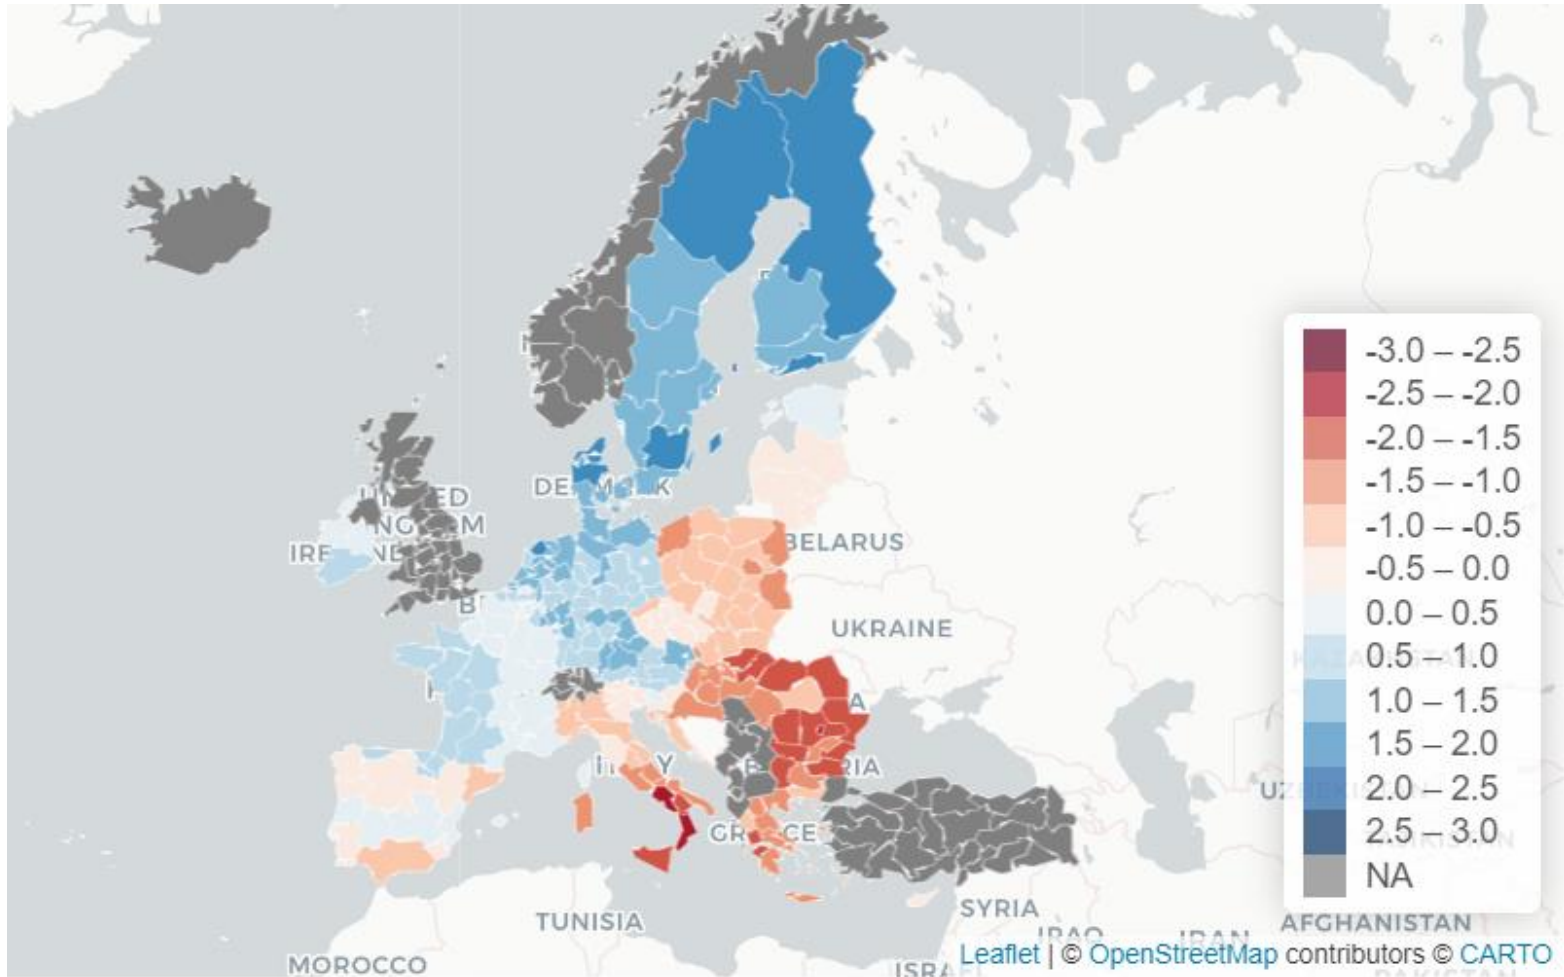 DE M K
BELARUS
UKRAINE
TUNISIA
MOROCCO
SYRIA
IRAQ
IRAN
AFGHANISTAN
-3.0 – -2.5
-2.5 – -2.0
-2.0 – -1.5
-1.5 – -1.0
-1.0 – -0.5
-0.5 – 0.0
0.0 – 0.5
0.5 – 1.0
1.0 – 1.5
1.5 – 2.0
2.0 – 2.5
2.5 – 3.0
NA
Leaflet | © OpenStreetMap contributors © CARTO